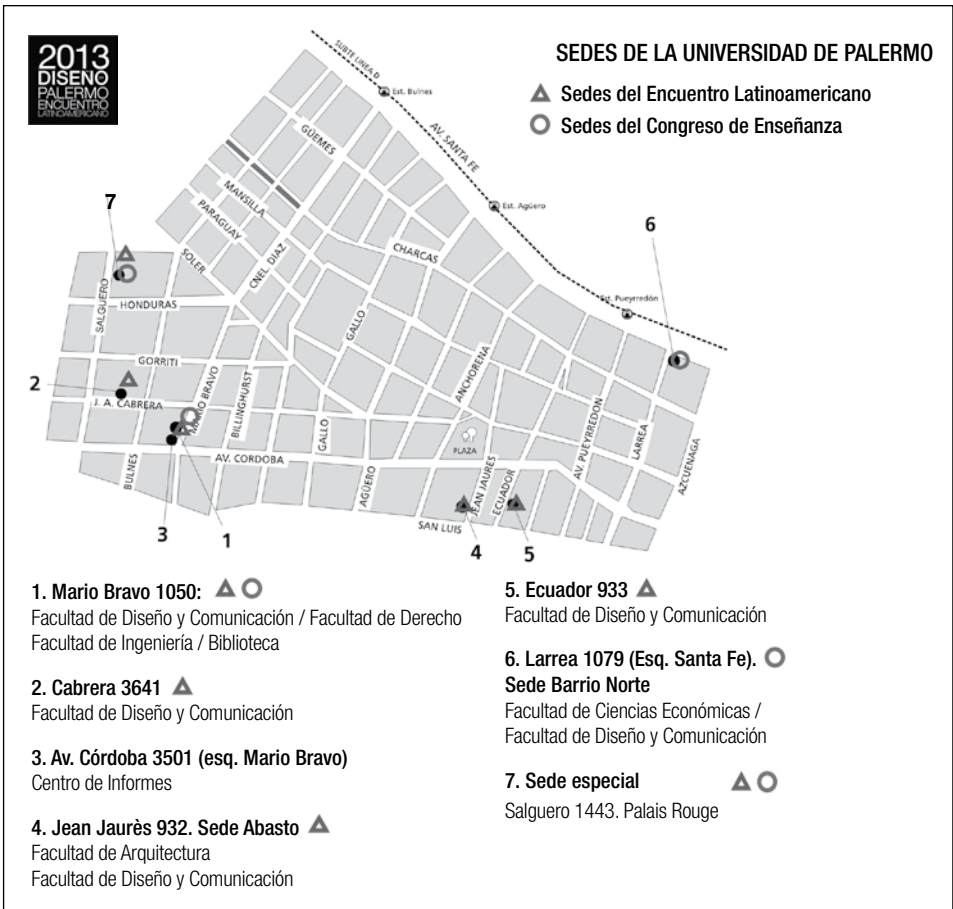 2013
DISEÑO
PALERMO
ENCUENTRO
LATINOAMERICANO
SEDES DE LA UNIVERSIDAD DE PALERMO
Sedes del Encuentro Latinoamericano
Sedes del Congreso de Enseñanza
SUBTE LINEA D
Est. Bulnes
AV. SANTA FE
Est. Agüero
Est. Pueyrredón
GÜEMES
MANSILLA
PARAGUAY
SOLER
CNEL. DIAZ
CHARCAS
7
6
SALGUERO
HONDURAS
GALLO
GORRITI
ANCHORENA
2
J. A. CABRERA
MARIO BRAVO
BILLINGHURST
GALLO
PLAZA
AV. PUEYRREDON
LARREA
AZCUENAGA
BULNES
AV. CORDOBA
AGÜERO
JEAN JAURES
ECUADOR
SAN LUIS
3
1
4
5
1. Mario Bravo 1050:
Facultad de Diseño y Comunicación / Facultad de Derecho
Facultad de Ingeniería / Biblioteca
2. Cabrera 3641
Facultad de Diseño y Comunicación
3. Av. Córdoba 3501 (esq. Mario Bravo)
Centro de Informes
4. Jean Jaurès 932. Sede Abasto
Facultad de Arquitectura
Facultad de Diseño y Comunicación
5. Ecuador 933
Facultad de Diseño y Comunicación
6. Larrea 1079 (Esq. Santa Fe).
Sede Barrio Norte
Facultad de Ciencias Económicas /
Facultad de Diseño y Comunicación
7. Sede especial
Salguero 1443. Palais Rouge